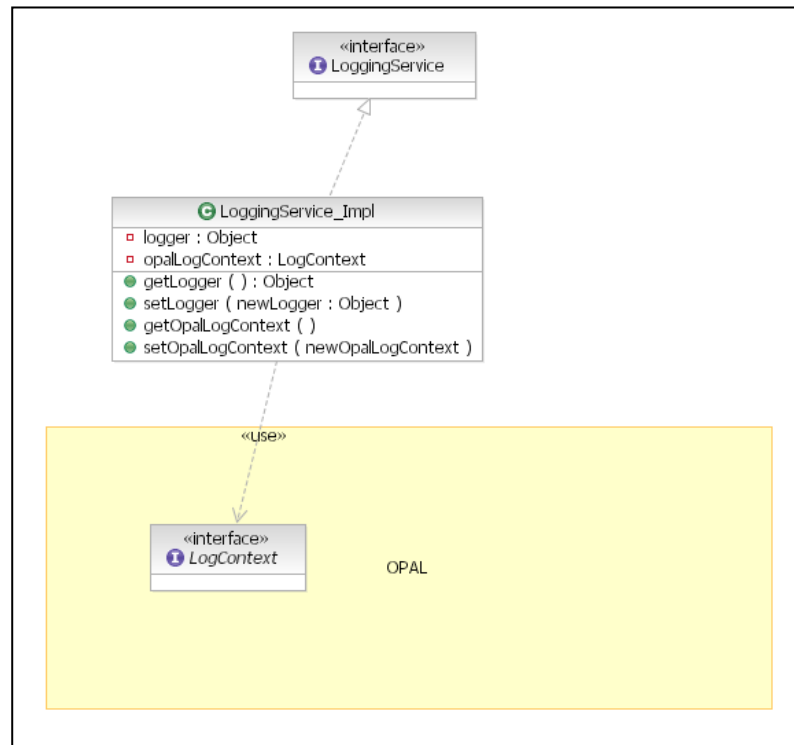 «interface»
LoggingService
LoggingService_Impl
logger : Object
opalLogContext : LogContext
getLogger ( ) : Object
setLogger ( newLogger : Object )
getOpalLogContext ( )
setOpalLogContext ( newOpalLogContext )
«use»
«interface»
LogContext
OPAL